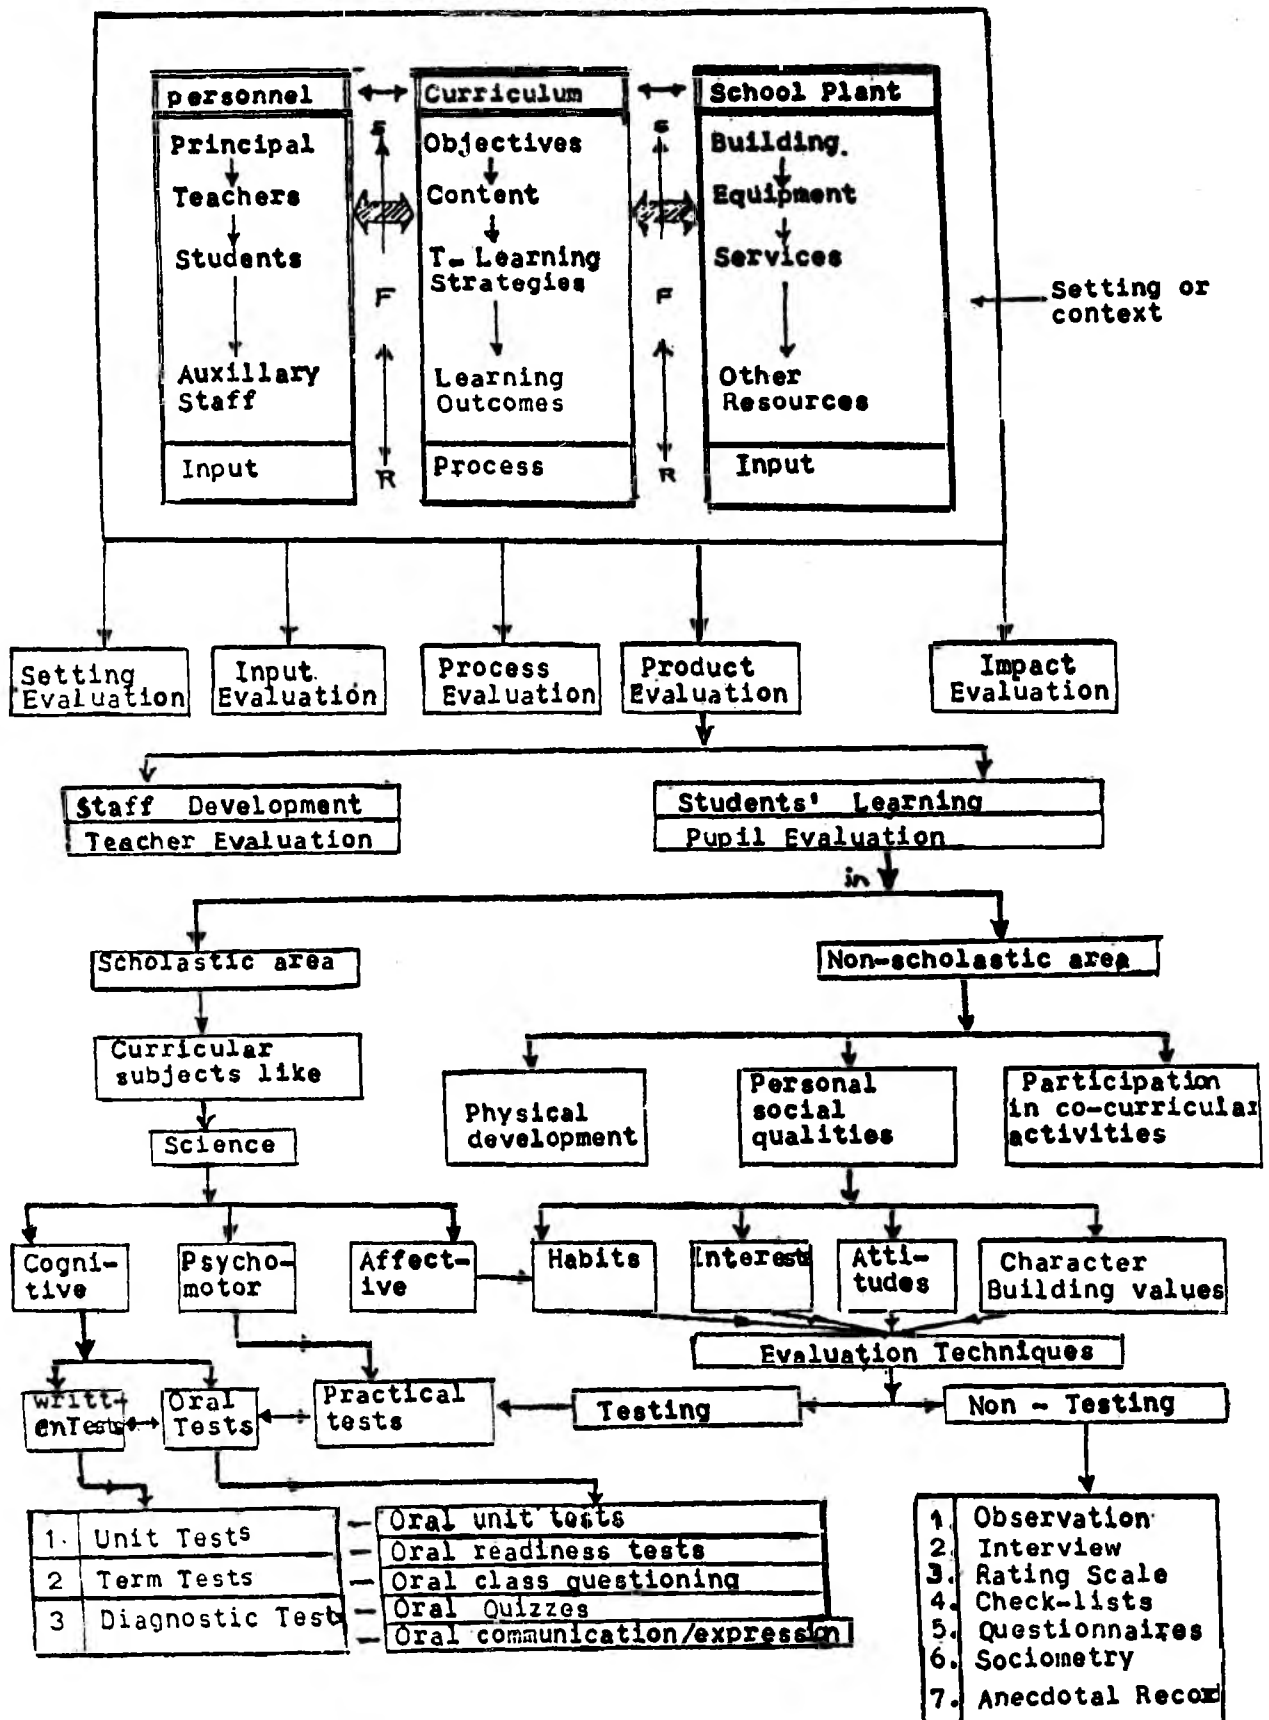 personnel
Curriculum
School Plant
Principal
Teachers
Students
Auxillary
Staff
Input
S
F
R
Objectives
Content
T- Learning
Strategies
Learning
Outcomes
Process
S
F
R
Building.
Equipment
Services
Other
Resources
Input
Setting or
context
Setting
Evaluation
Input.
Evaluation
Process
Evaluation
Product
Evaluation
Impact
Evaluation
Staff Development
Teacher Evaluation
Students' Learning
Pupil Evaluation
in
Scholastic area
Non-scholastic area
Curricular
subjects like
Science
Physical
development
Personal
social
qualities
Participation
in co-curricular
activities
Cogni-
tive
Psycho-
motor
Affect-
ive
Habits
Interests
Atti-
tudes
Character
Building values
Evaluation Techniques
Writt-
enTests
Oral
Tests
Practical
tests
Testing
Non - Testing
1. Unit Tests
2 Term Tests
3 Diagnostic Tests
- Oral unit tests
- Oral readiness tests
- Oral class questioning
- Oral Quizzes
- Oral communication/expression
1. Observation
2. Interview
3. Rating Scale
4. Check-lists
5. Questionnaires
6. Sociometry
7. Anecdotal Record